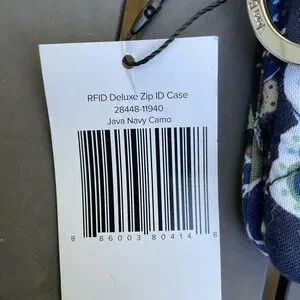 RFID Deluxe Zip ID Case
28448-11940
Java Navy Camo
8 86003 80414 8